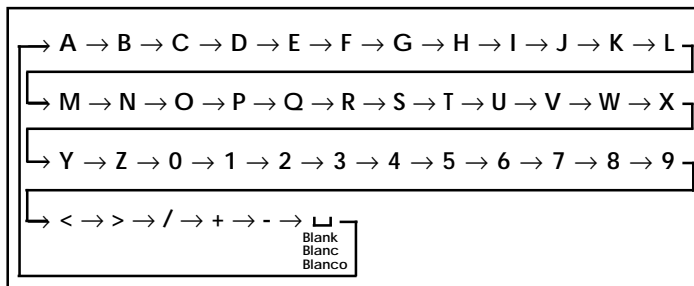 → A → B → C → D → E → F → G → H → I → J → K → L
→ M → N → O → P → Q → R → S → T → U → V → W → X
→ Y → Z → 0 → 1 → 2 → 3 → 4 → 5 → 6 → 7 → 8 → 9
→ < → > → / → + → - → ␣
Blank
Blanc
Blanco